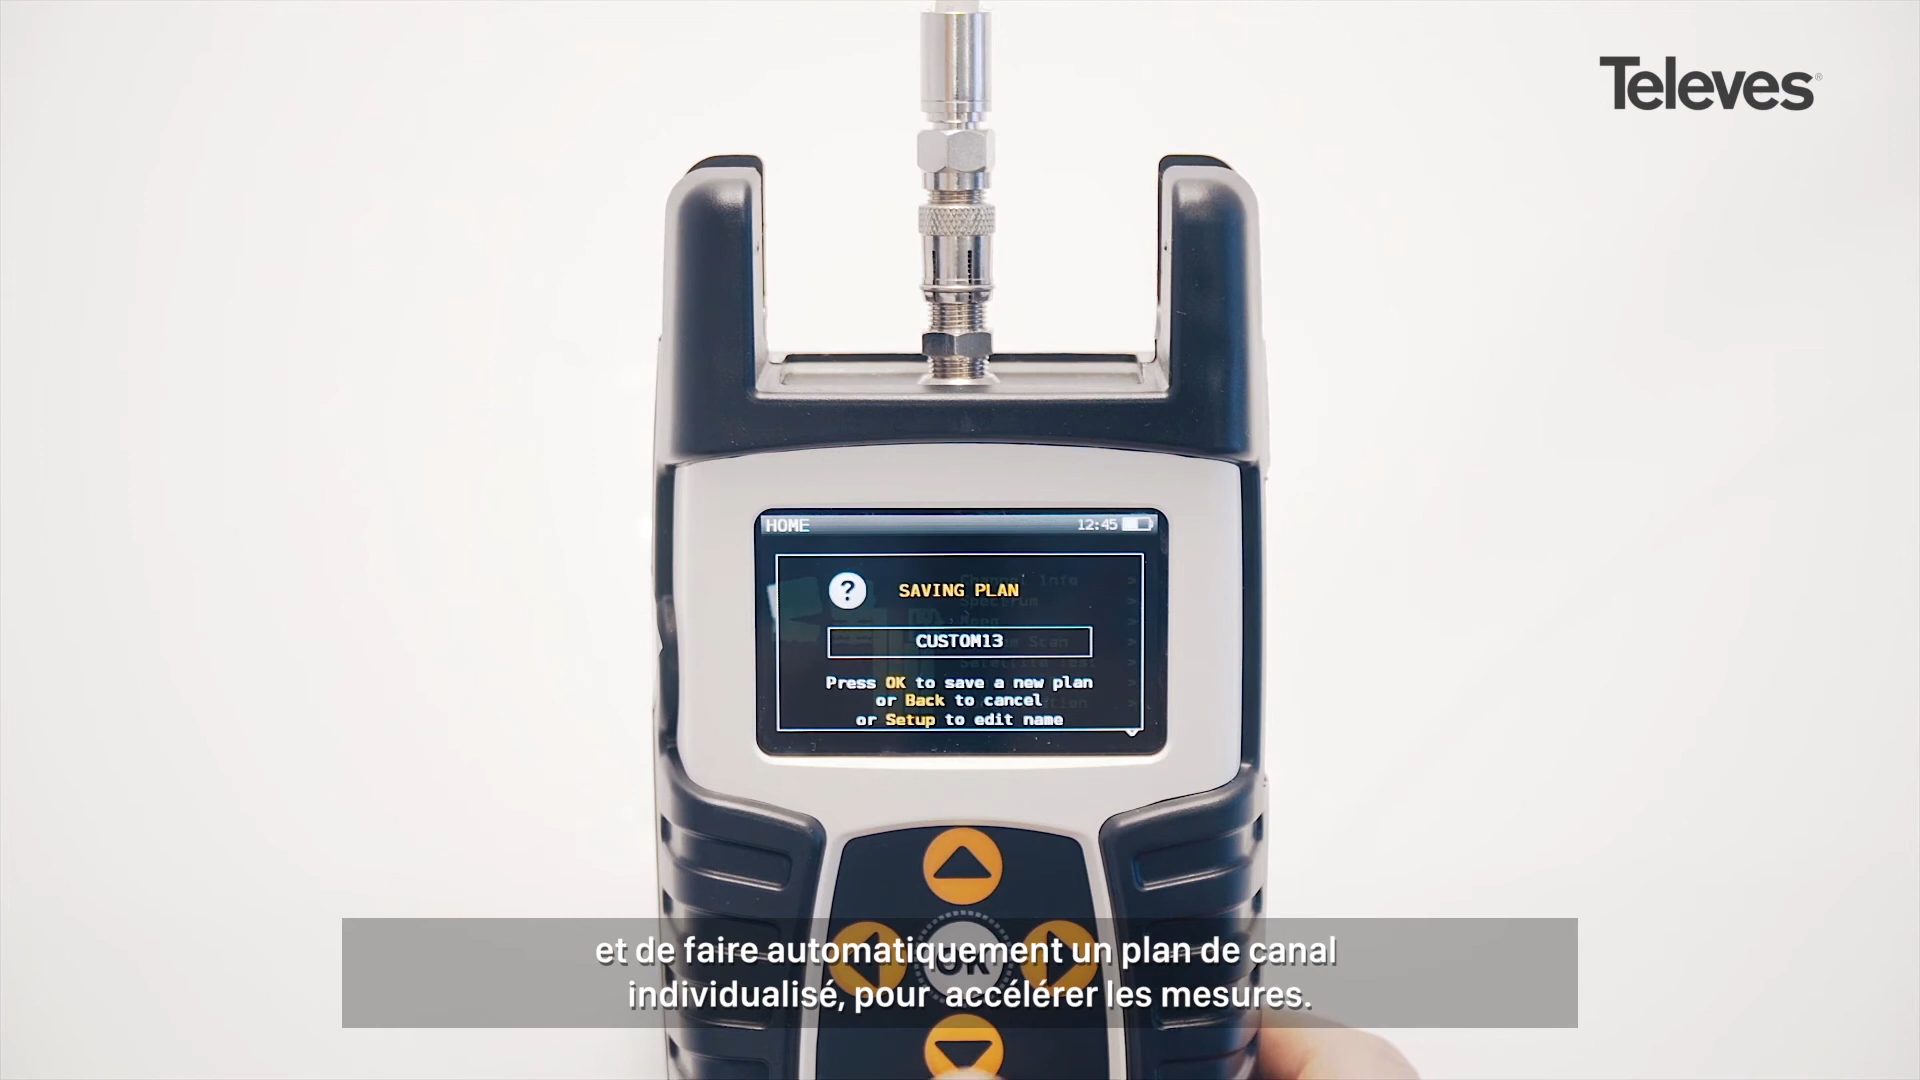 Televes
HOME 12:45
? SAVING PLAN
CUSTOM13
Press OK to save a new plan
or Back to cancel
or Setup to edit name
OK
et de faire automatiquement un plan de canal
individualisé, pour accélérer les mesures.